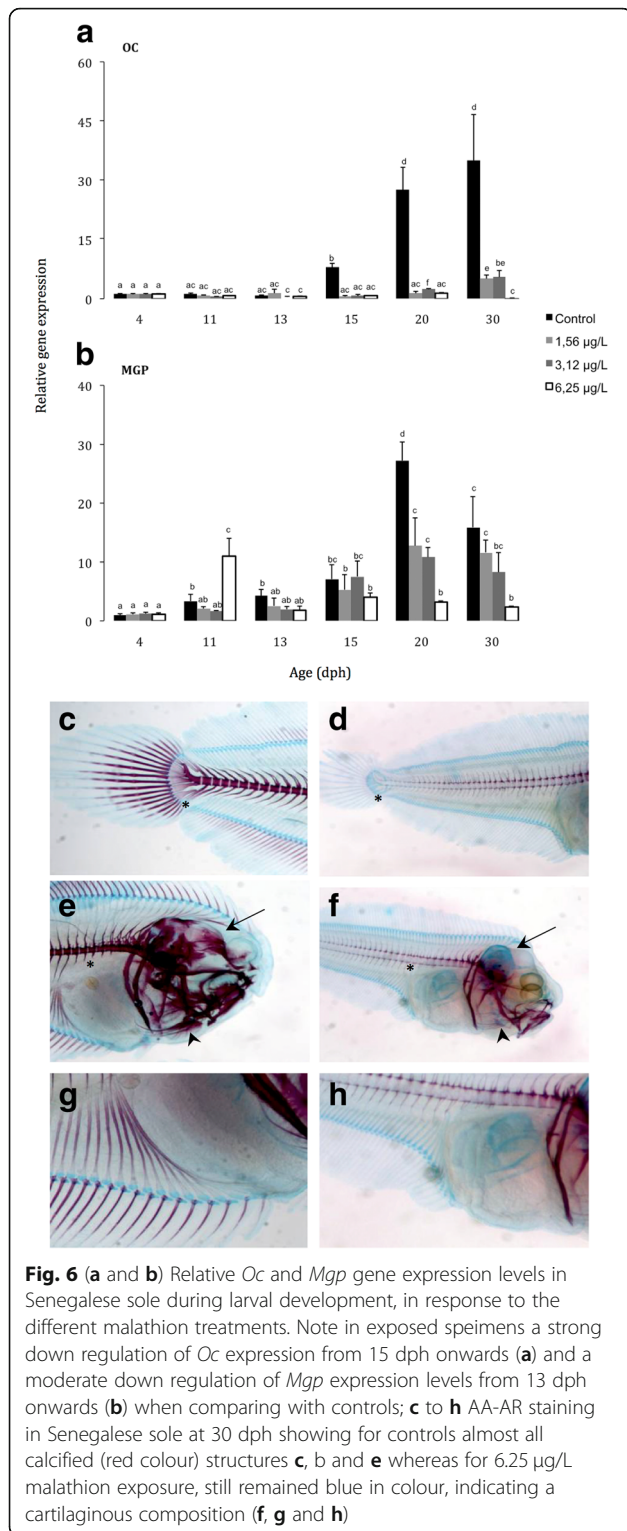 a
OC
60
45
30
15
0
a a a a
ac ac ac ac
ac ac c c
b ac ac ac
d ac f ac
d e be c
4 11 13 15 20 30
Relative gene expression
Control
1,56 µg/L
3,12 µg/L
6,25 µg/L
b
MGP
40
30
20
10
0
a a a a
b ab ab c
b ab ab ab
bc b bc b
d c c b
c c bc b
4 11 13 15 20 30
Age (dph)
c
*
d
*
e
*
f
*
g
h
Fig. 6 (a and b) Relative Oc and Mgp gene expression levels in
Senegalese sole during larval development, in response to the
different malathion treatments. Note in exposed speimens a strong
down regulation of Oc expression from 15 dph onwards (a) and a
moderate down regulation of Mgp expression levels from 13 dph
onwards (b) when comparing with controls; c to h AA-AR staining
in Senegalese sole at 30 dph showing for controls almost all
calcified (red colour) structures c, b and e whereas for 6.25 µg/L
malathion exposure, still remained blue in colour, indicating a
cartilaginous composition (f, g and h)